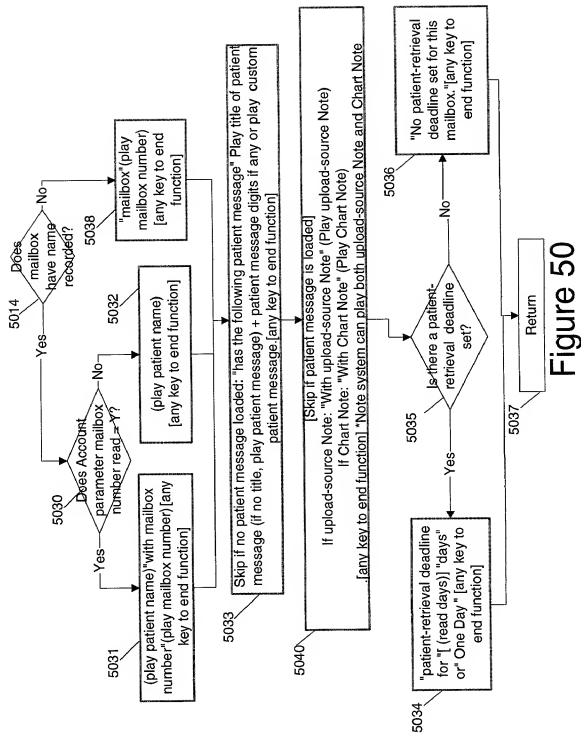 5014
Does
mailbox
have name
recorded?
Yes
No
5030
Does Account
parameter mailbox
number read = Y?
Yes
No
5031
(play patient name)"with mailbox
number"(play mailbox number) [any
key to end function]
5032
(play patient name)
[any key to end
function]
5038
"mailbox"(play
mailbox number)
[any key to end
function]
5033
Skip if no patient message loaded: "has the following patient message" Play title of patient
message (if no title, play patient message) + patient message digits if any or play custom
patient message.[any key to end function]
5040
[Skip if patient message is loaded]
If upload-source Note: "With upload-source Note" (Play upload-source Note)
If Chart Note: "With Chart Note" (Play Chart Note)
.[any key to end function] *Note system can play both upload-source Note and Chart Note
5035
Is there a patient-
retrieval deadline
set?
Yes
No
5034
"patient-retrieval deadline
for "[ (read days)] "days"
or" One Day " [any key to
end function]
5036
"No patient-retrieval
deadline set for this
mailbox."[any key to
end function]
5037
Return
Figure 50